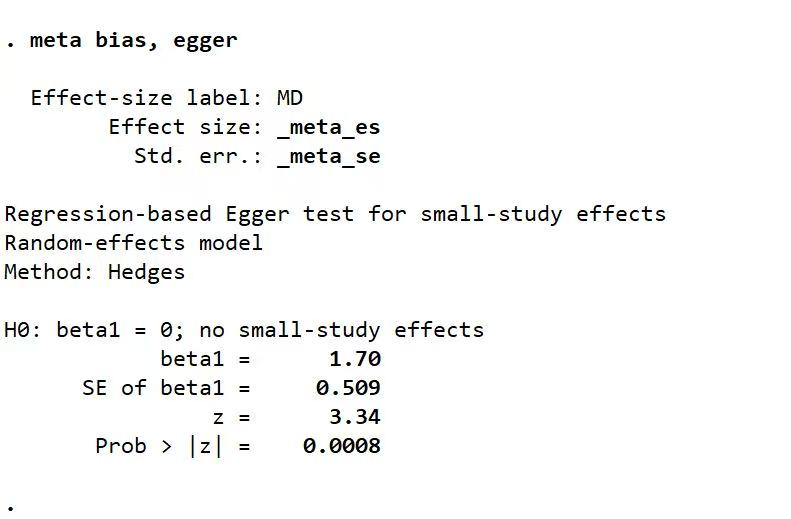 . meta bias, egger
Effect-size label: MD
Effect size: _meta_es
Std. err.: _meta_se
Regression-based Egger test for small-study effects
Random-effects model
Method: Hedges
H0: beta1 = 0; no small-study effects
beta1 = 1.70
SE of beta1 = 0.509
z = 3.34
Prob > |z| = 0.0008
.